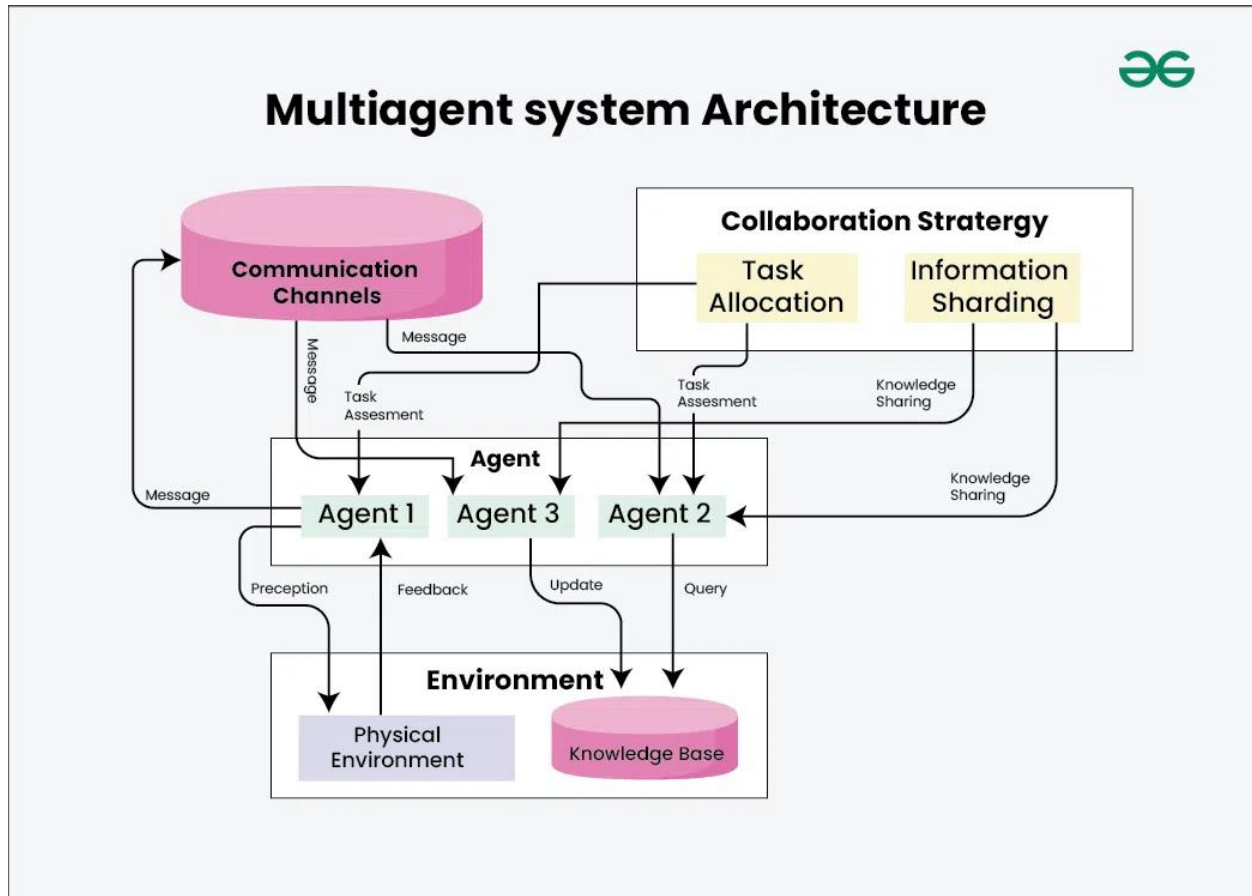 Multiagent system Architecture
Communication
Channels
Collaboration Stratergy
Task
Allocation
Information
Sharding
Message
Message
Task
Assesment
Task
Assesment
Knowledge
Sharing
Agent
Knowledge
Sharing
Message
Agent 1
Agent 3
Agent 2
Preception
Feedback
Update
Query
Environment
Physical
Environment
Knowledge Base